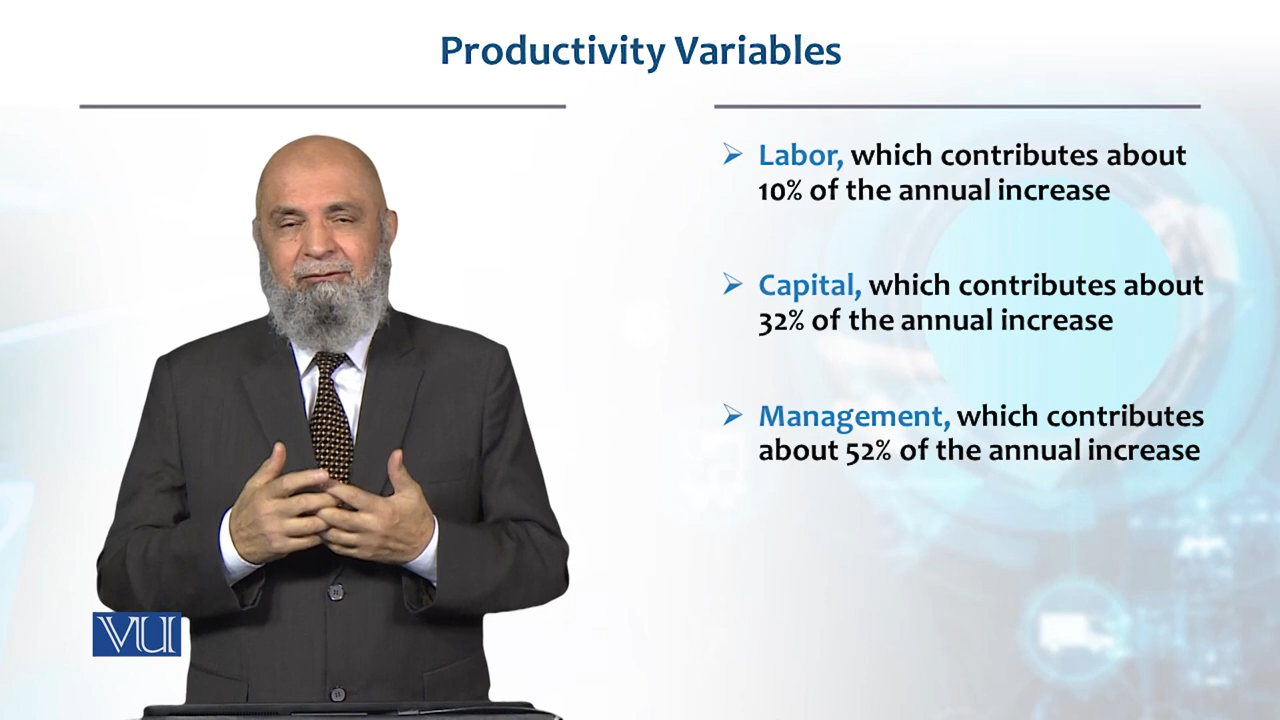 Productivity Variables
Labor, which contributes about
10% of the annual increase
Capital, which contributes about
32% of the annual increase
Management, which contributes
about 52% of the annual increase
VU